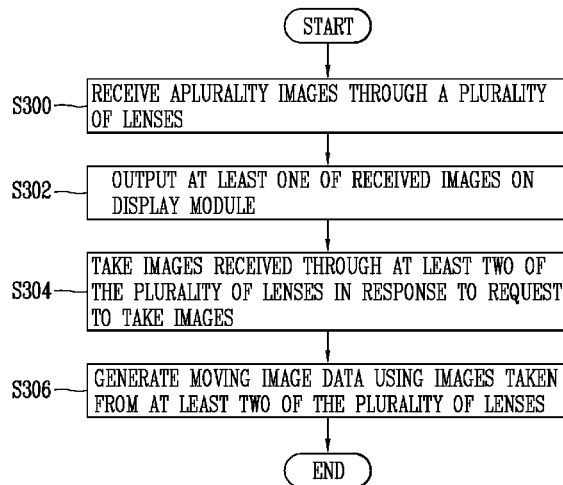 START
S300
RECEIVE APLURALITY IMAGES THROUGH A PLURALITY
OF LENSES
S302
OUTPUT AT LEAST ONE OF RECEIVED IMAGES ON
DISPLAY MODULE
S304
TAKE IMAGES RECEIVED THROUGH AT LEAST TWO OF
THE PLURALITY OF LENSES IN RESPONSE TO REQUEST
TO TAKE IMAGES
S306
GENERATE MOVING IMAGE DATA USING IMAGES TAKEN
FROM AT LEAST TWO OF THE PLURALITY OF LENSES
END